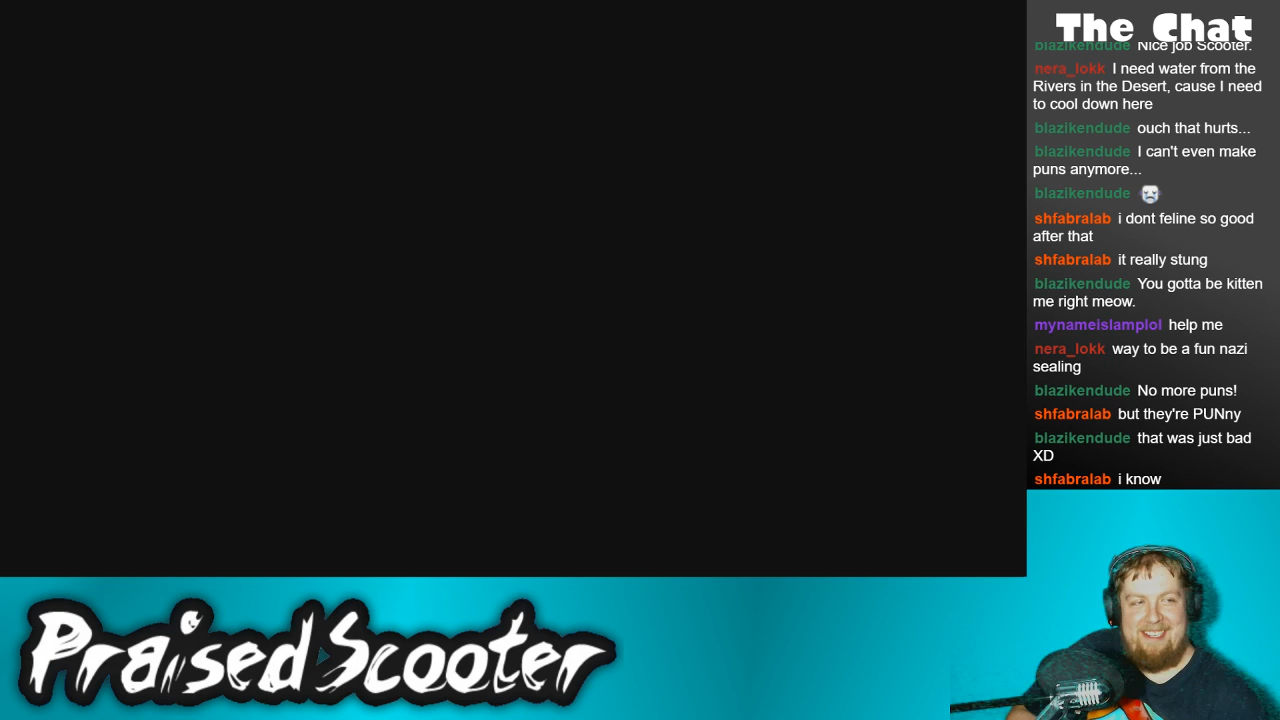 The Chat
blazikendude Nice job Scooter.
nera_lokk I need water from the
Rivers in the Desert, cause I need
to cool down here
blazikendude ouch that hurts...
blazikendude I can't even make
puns anymore...
blazikendude
shfabralab i dont feline so good
after that
shfabralab it really stung
blazikendude You gotta be kitten
me right meow.
mynameislamplol help me
nera_lokk way to be a fun nazi
sealing
blazikendude No more puns!
shfabralab but they're PUNny
blazikendude that was just bad
XD
shfabralab i know
PraisedScooter